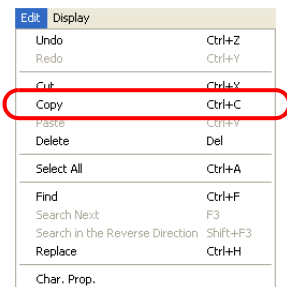 Edit Display
Undo Ctrl+Z
Redo Ctrl+Y
Cut Ctrl+X
Copy Ctrl+C
Paste Ctrl+V
Delete Del
Select All Ctrl+A
Find Ctrl+F
Search Next F3
Search in the Reverse Direction Shift+F3
Replace Ctrl+H
Char. Prop.